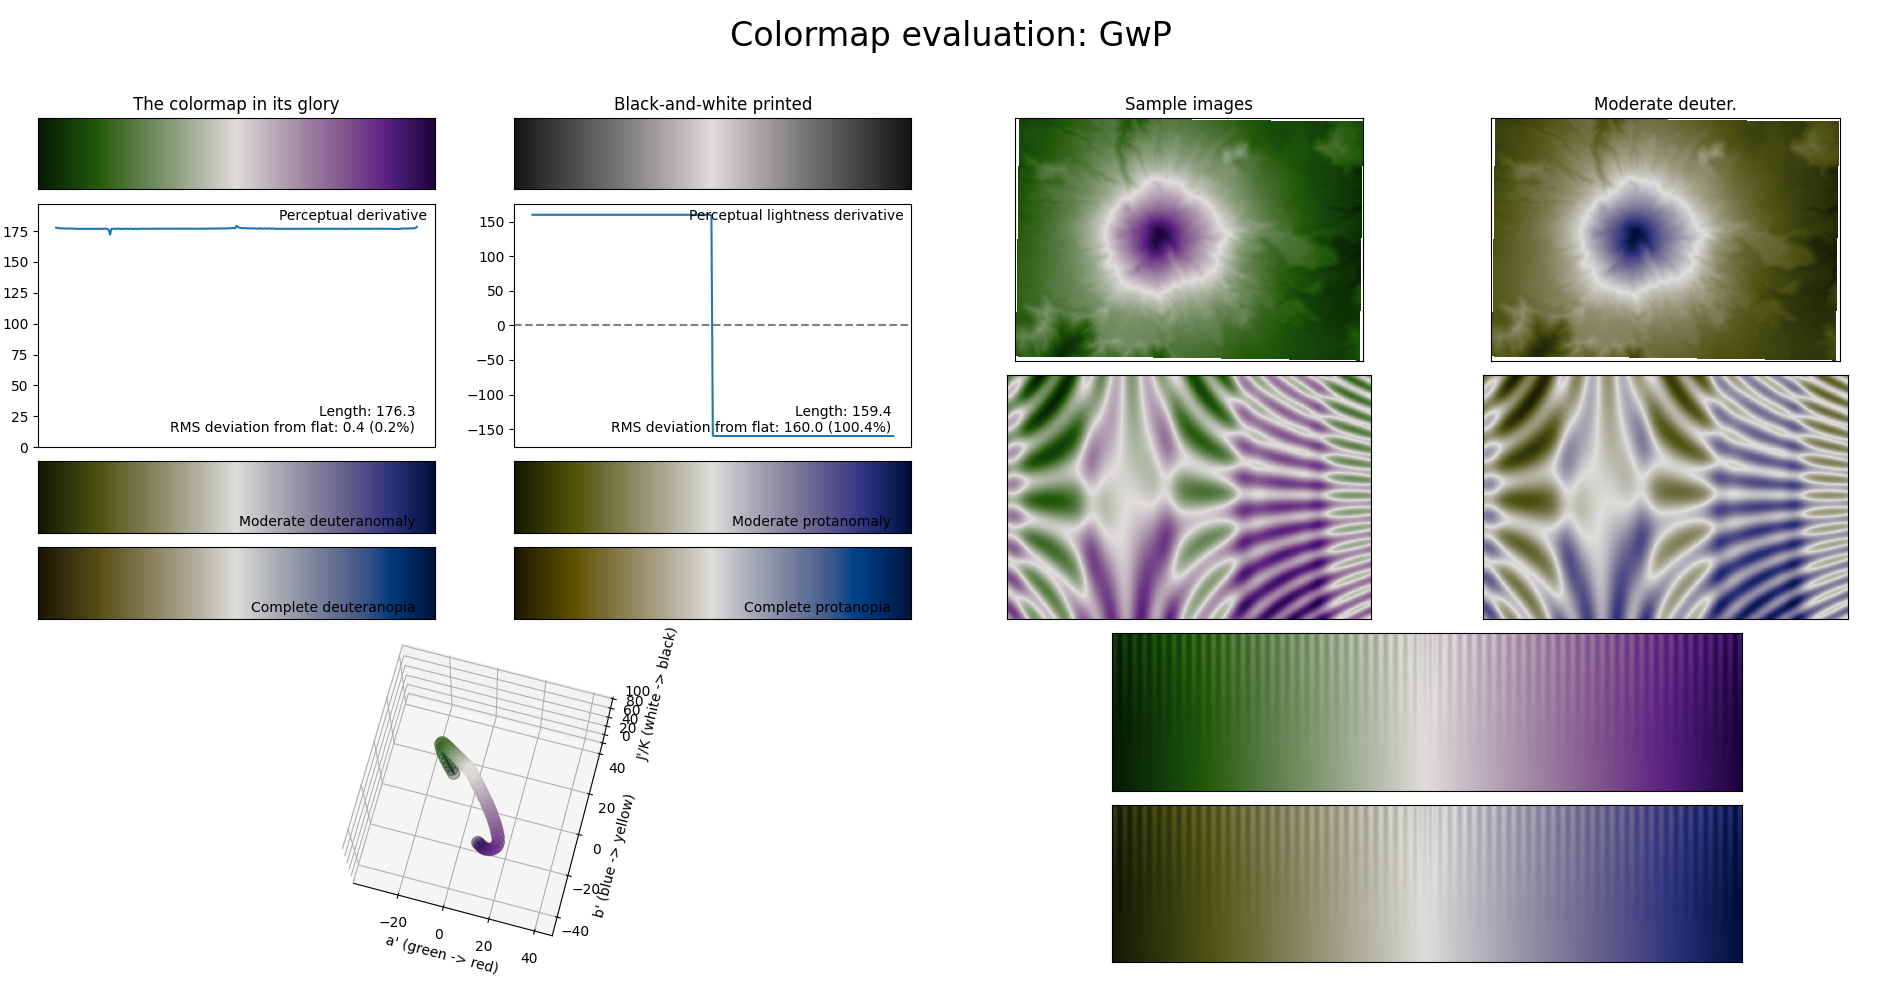 Colormap evaluation: GwP
The colormap in its glory
Black-and-white printed
Sample images
Moderate deuter.
Perceptual derivative
175
150
125
100
75
50
25
0
Length: 176.3
RMS deviation from flat: 0.4 (0.2%)
Perceptual lightness derivative
150
100
50
0
−50
−100
−150
Length: 159.4
RMS deviation from flat: 160.0 (100.4%)
Moderate deuteranomaly
Moderate protanomaly
Complete deuteranopia
Complete protanopia
100
80
60
40
20
0
J'/K (white -> black)
40
20
0
−20
−40
b' (blue -> yellow)
−20
0
20
40
a' (green -> red)